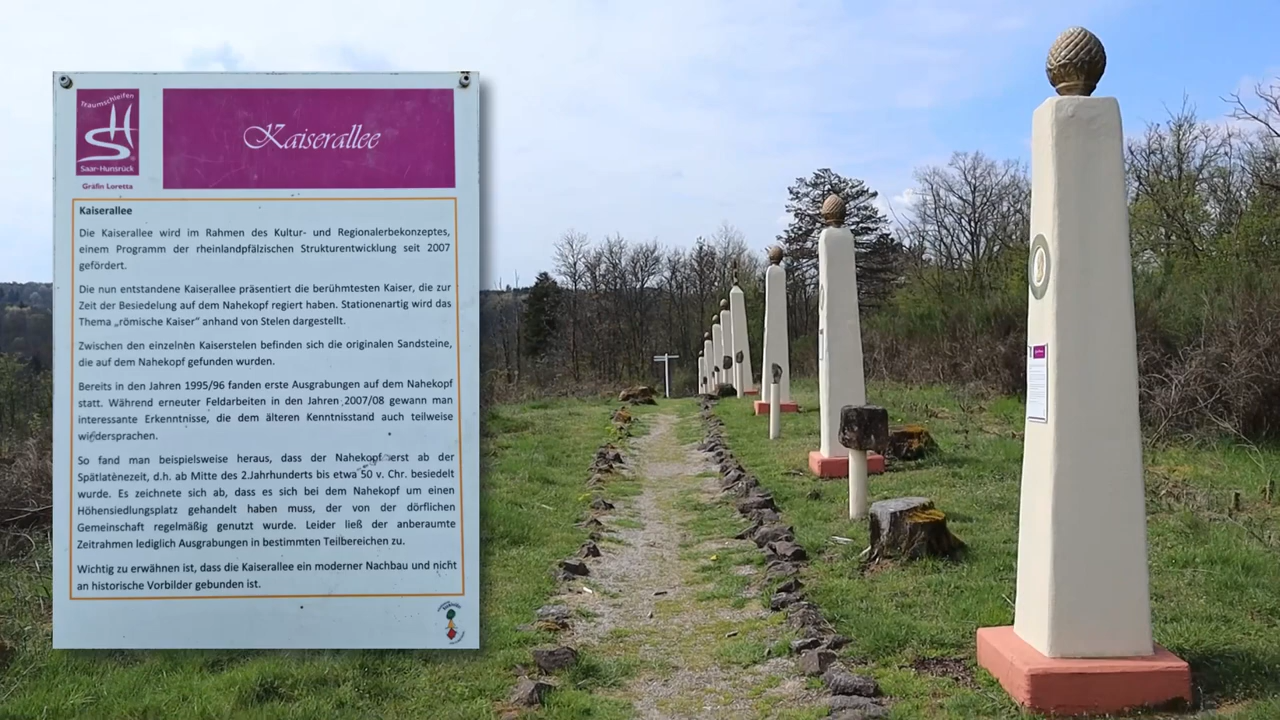 traumschleifen
SH
Saar-Hunsrück
Gräfin Loretta
Kaiserallee
Kaiserallee
Die Kaiserallee wird im Rahmen des Kultur- und Regionalerbekonzeptes,
einem Programm der rheinlandpfälzischen Strukturentwicklung seit 2007
gefördert.
Die nun entstandene Kaiserallee präsentiert die berühmtesten Kaiser, die zur
Zeit der Besiedelung auf dem Nahekopf regiert haben. Stationenartig wird das
Thema „römische Kaiser" anhand von Stelen dargestellt.
Zwischen den einzelnen Kaiserstelen befinden sich die originalen Sandsteine,
die auf dem Nahekopf gefunden wurden.
Bereits in den Jahren 1995/96 fanden erste Ausgrabungen auf dem Nahekopf
statt. Während erneuter Feldarbeiten in den Jahren 2007/08 gewann man
interessante Erkenntnisse, die dem älteren Kenntnisstand auch teilweise
wiedersprachen.
So fand man beispielsweise heraus, dass der Nahekopf erst ab der
Spätlatènezeit, d.h. ab Mitte des 2.Jahrhunderts bis etwa 50 v. Chr. besiedelt
wurde. Es zeichnete sich ab, dass es sich bei dem Nahekopf um einen
Höhensiedlungsplatz gehandelt haben muss, der von der dörflichen
Gemeinschaft regelmäßig genutzt wurde. Leider ließ der anberaumte
Zeitrahmen lediglich Ausgrabungen in bestimmten Teilbereichen zu.
Wichtig zu erwähnen ist, dass die Kaiserallee ein moderner Nachbau und nicht
an historische Vorbilder gebunden ist.